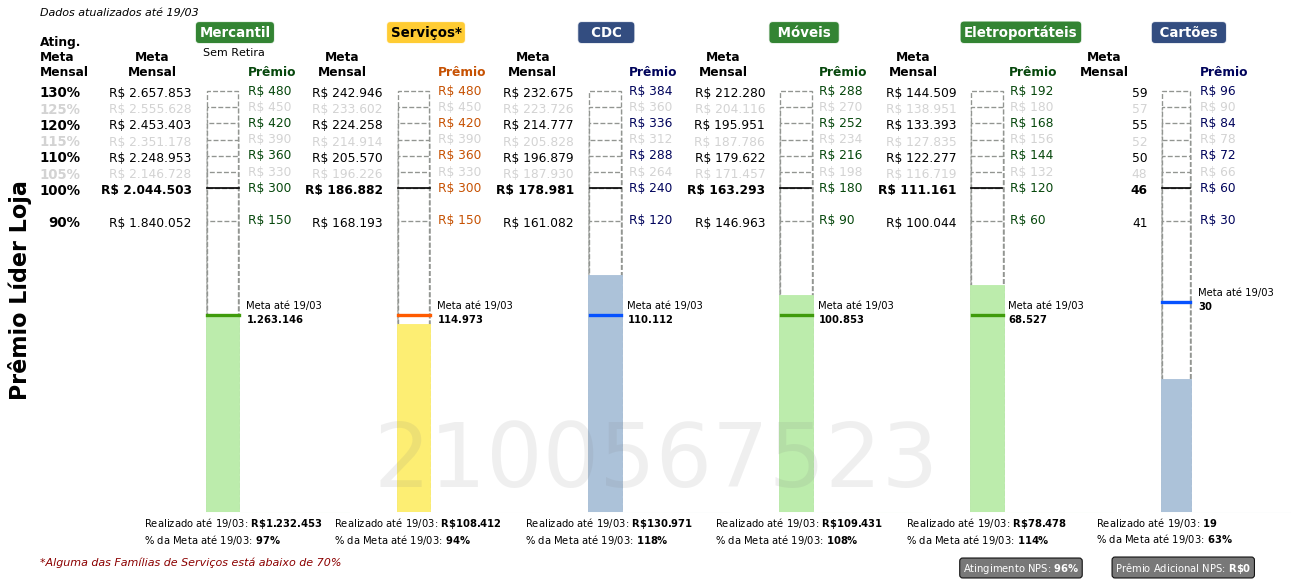 Dados atualizados até 19/03
Mercantil Serviços* CDC Móveis Eletroportáteis Cartões
Sem Retira
Ating. Meta Mensal
Meta Mensal Prêmio Meta Mensal Prêmio Meta Mensal Prêmio Meta Mensal Prêmio Meta Mensal Prêmio Meta Mensal Prêmio
130% R$ 2.657.853 R$ 480 R$ 242.946 R$ 480 R$ 232.675 R$ 384 R$ 212.280 R$ 288 R$ 144.509 R$ 192 59 R$ 96
125% R$ 2.555.628 R$ 450 R$ 233.602 R$ 450 R$ 223.726 R$ 360 R$ 204.116 R$ 270 R$ 138.951 R$ 180 57 R$ 90
120% R$ 2.453.403 R$ 420 R$ 224.258 R$ 420 R$ 214.777 R$ 336 R$ 195.951 R$ 252 R$ 133.393 R$ 168 55 R$ 84
115% R$ 2.351.178 R$ 390 R$ 214.914 R$ 390 R$ 205.828 R$ 312 R$ 187.786 R$ 234 R$ 127.835 R$ 156 52 R$ 78
110% R$ 2.248.953 R$ 360 R$ 205.570 R$ 360 R$ 196.879 R$ 288 R$ 179.622 R$ 216 R$ 122.277 R$ 144 50 R$ 72
105% R$ 2.146.728 R$ 330 R$ 196.226 R$ 330 R$ 187.930 R$ 264 R$ 171.457 R$ 198 R$ 116.719 R$ 132 48 R$ 66
100% R$ 2.044.503 R$ 300 R$ 186.882 R$ 300 R$ 178.981 R$ 240 R$ 163.293 R$ 180 R$ 111.161 R$ 120 46 R$ 60
90% R$ 1.840.052 R$ 150 R$ 168.193 R$ 150 R$ 161.082 R$ 120 R$ 146.963 R$ 90 R$ 100.044 R$ 60 41 R$ 30
Prêmio Líder Loja
Meta até 19/03 Meta até 19/03 Meta até 19/03 Meta até 19/03 Meta até 19/03 Meta até 19/03
1.263.146 114.973 110.112 100.853 68.527 30
2100567523
Realizado até 19/03: R$1.232.453 Realizado até 19/03: R$108.412 Realizado até 19/03: R$130.971 Realizado até 19/03: R$109.431 Realizado até 19/03: R$78.478 Realizado até 19/03: 19
% da Meta até 19/03: 97% % da Meta até 19/03: 94% % da Meta até 19/03: 118% % da Meta até 19/03: 108% % da Meta até 19/03: 114% % da Meta até 19/03: 63%
*Alguma das Famílias de Serviços está abaixo de 70%
Atingimento NPS: 96% Prêmio Adicional NPS: R$0